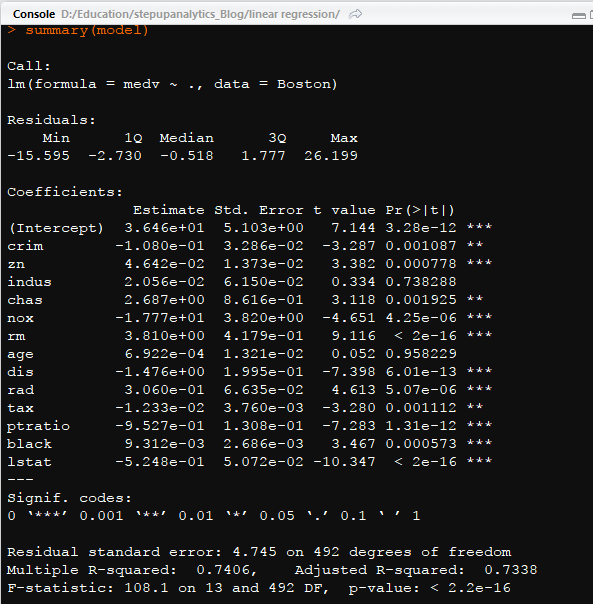 Console D:/Education/stepupanalytics_Blog/linear regression/
> summary(model)
Call:
lm(formula = medv ~ ., data = Boston)
Residuals:
    Min      1Q  Median      3Q     Max
-15.595  -2.730  -0.518   1.777  26.199
Coefficients:
              Estimate Std. Error t value Pr(>|t|)
(Intercept)  3.646e+01  5.103e+00   7.144 3.28e-12 ***
crim        -1.080e-01  3.286e-02  -3.287 0.001087 **
zn           4.642e-02  1.373e-02   3.382 0.000778 ***
indus        2.056e-02  6.150e-02   0.334 0.738288
chas         2.687e+00  8.616e-01   3.118 0.001925 **
nox         -1.777e+01  3.820e+00  -4.651 4.25e-06 ***
rm           3.810e+00  4.179e-01   9.116  < 2e-16 ***
age          6.922e-04  1.321e-02   0.052 0.958229
dis         -1.476e+00  1.995e-01  -7.398 6.01e-13 ***
rad          3.060e-01  6.635e-02   4.613 5.07e-06 ***
tax         -1.233e-02  3.760e-03  -3.280 0.001112 **
ptratio     -9.527e-01  1.308e-01  -7.283 1.31e-12 ***
black        9.312e-03  2.686e-03   3.467 0.000573 ***
lstat       -5.248e-01  5.072e-02 -10.347  < 2e-16 ***
---
Signif. codes:
0 ‘***’ 0.001 ‘**’ 0.01 ‘*’ 0.05 ‘.’ 0.1 ‘ ’ 1
Residual standard error: 4.745 on 492 degrees of freedom
Multiple R-squared:  0.7406,    Adjusted R-squared:  0.7338
F-statistic: 108.1 on 13 and 492 DF,  p-value: < 2.2e-16